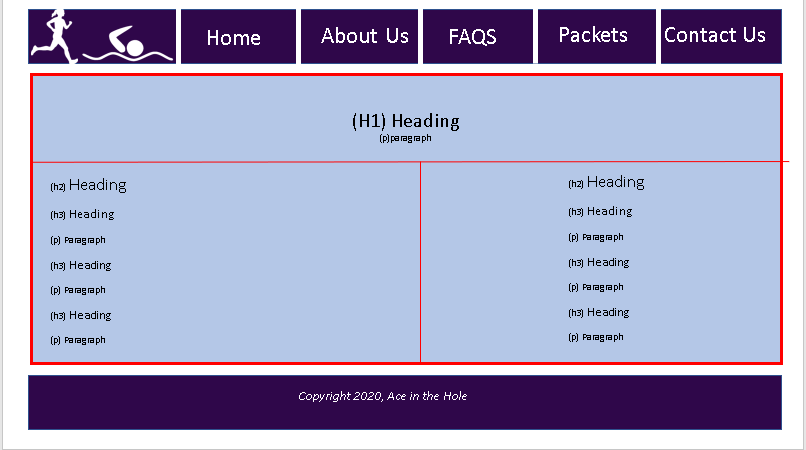 Home
About Us
FAQS
Packets
Contact Us
(H1) Heading
(p)paragraph
(h2) Heading
(h3) Heading
(p) Paragraph
(h3) Heading
(p) Paragraph
(h3) Heading
(p) Paragraph
(h2) Heading
(h3) Heading
(p) Paragraph
(h3) Heading
(p) Paragraph
(h3) Heading
(p) Paragraph
Copyright 2020, Ace in the Hole